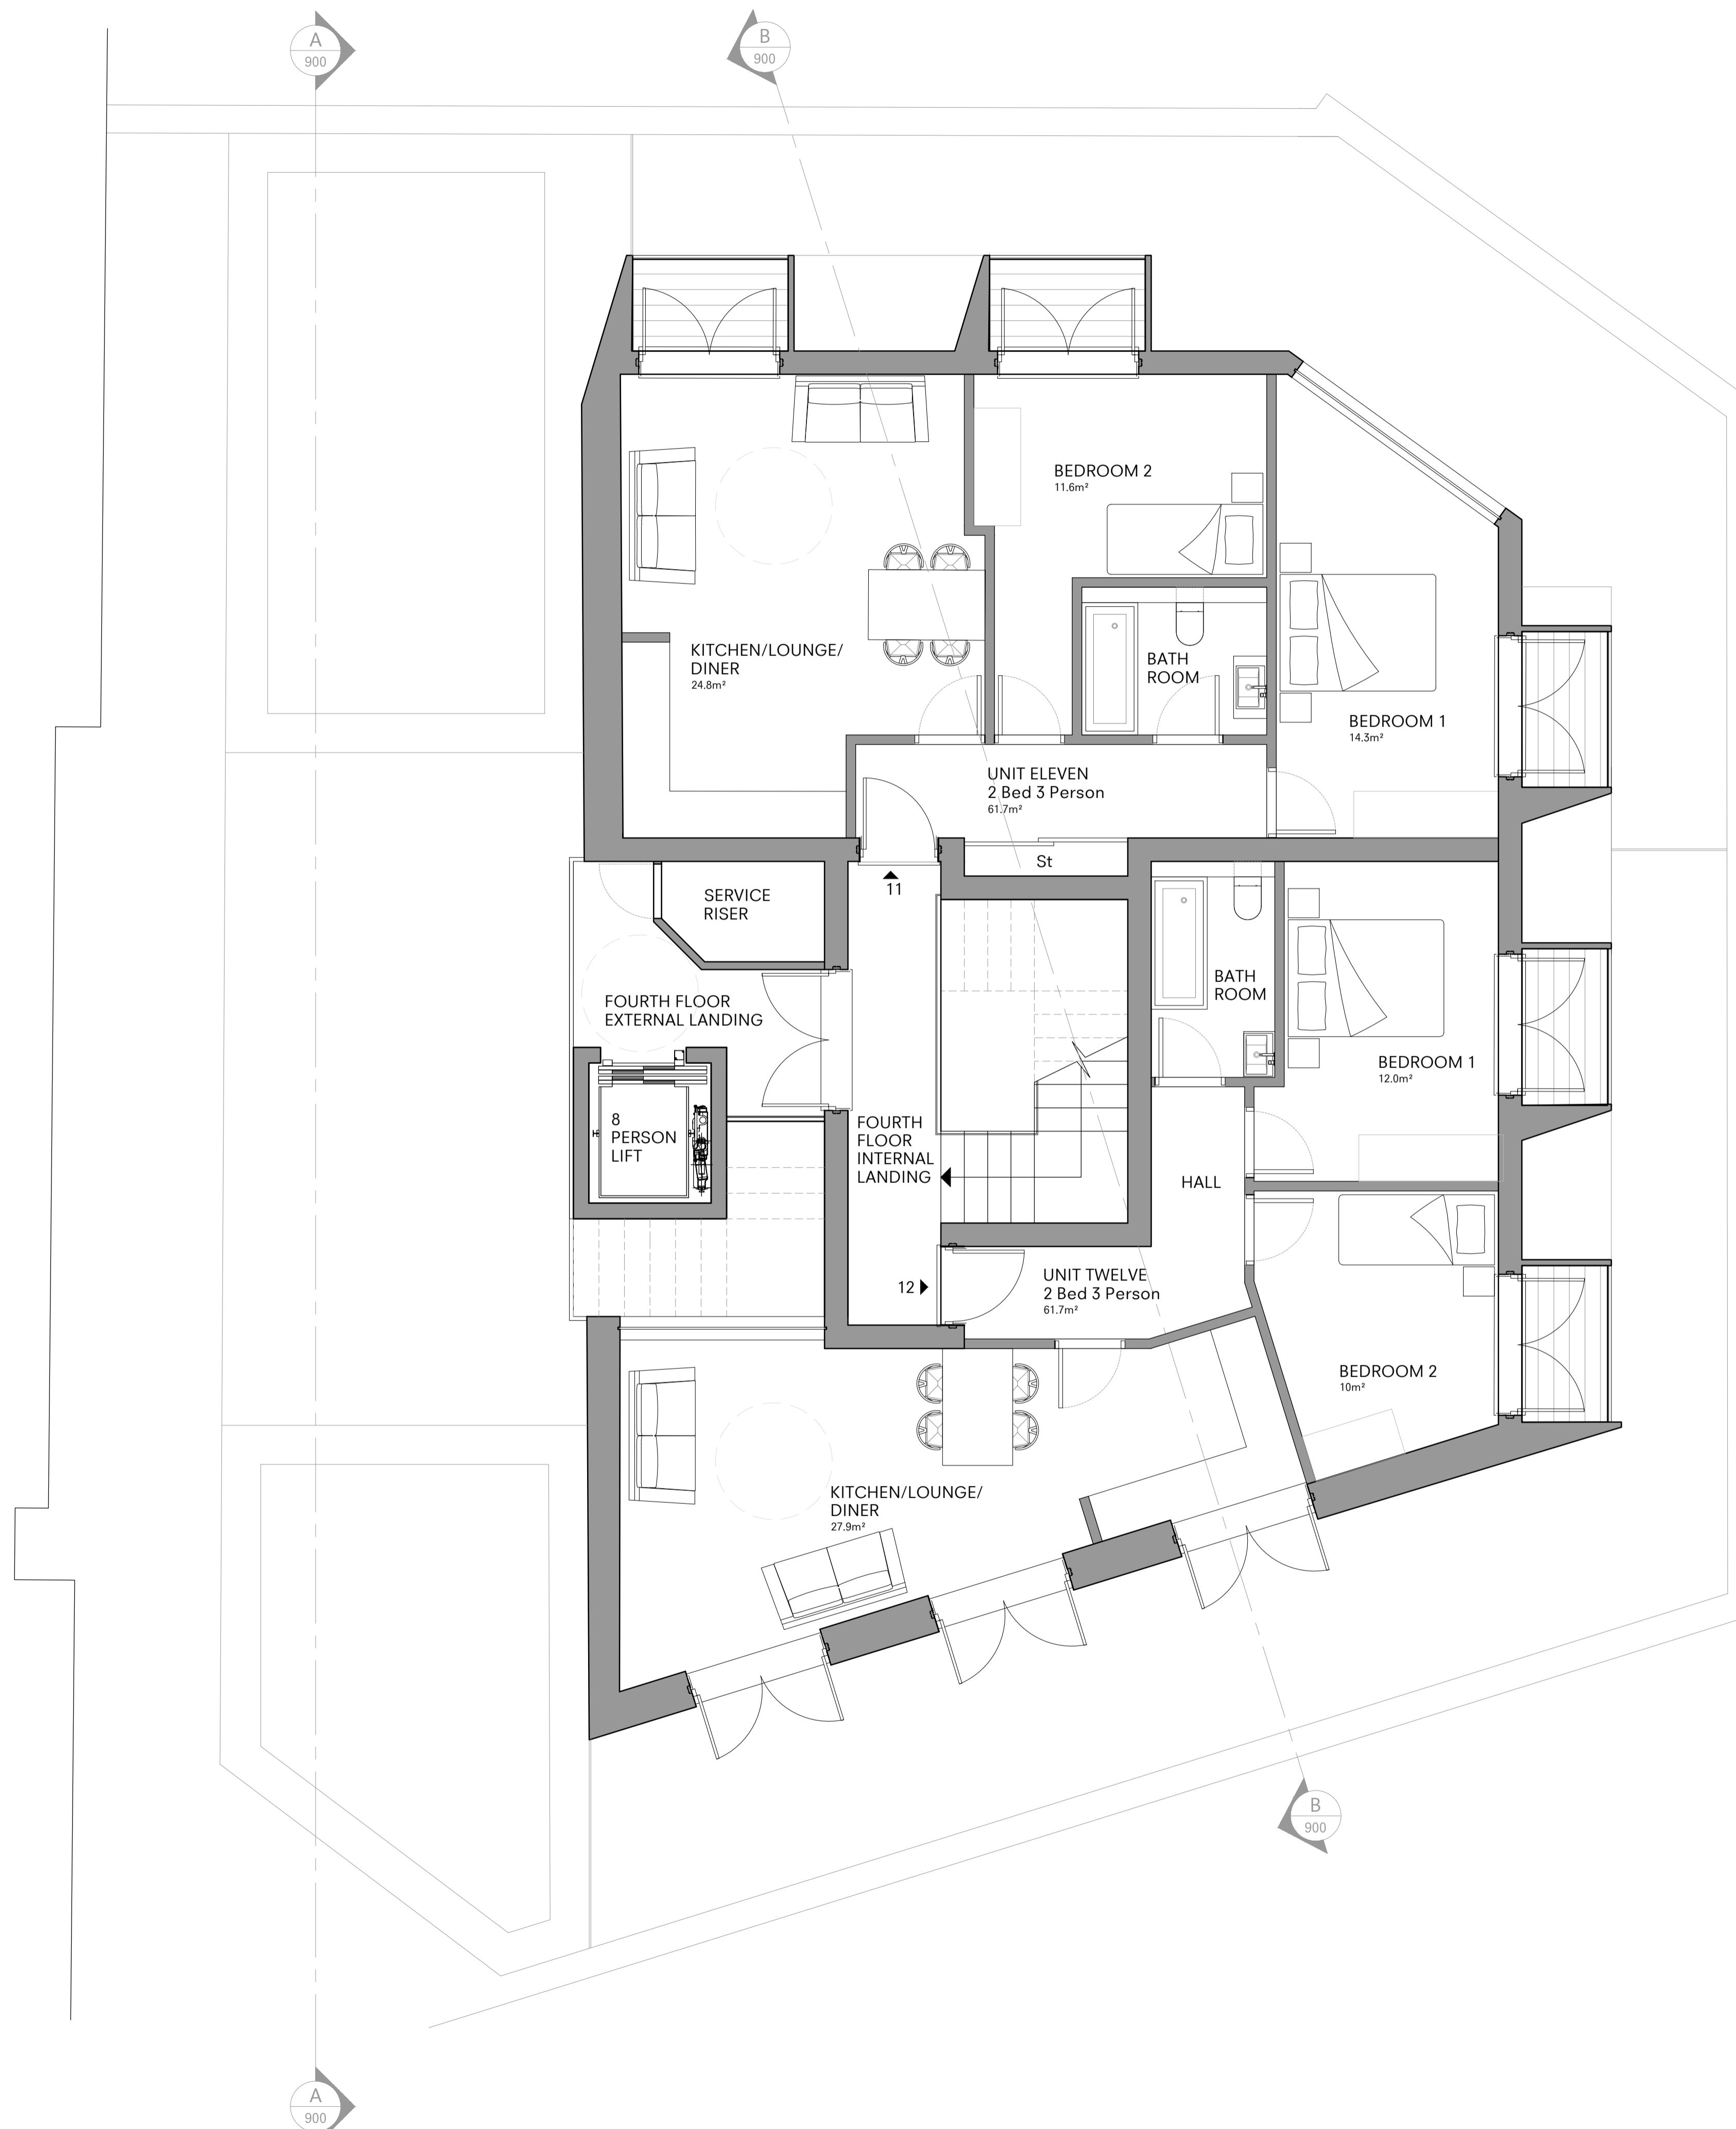 A
900
B
900
BEDROOM 2
11.6m²
KITCHEN/LOUNGE/
DINER
24.8m²
BATH
ROOM
BEDROOM 1
14.3m²
UNIT ELEVEN
2 Bed 3 Person
61.7m²
St
11
SERVICE
RISER
FOURTH FLOOR
EXTERNAL LANDING
BATH
ROOM
BEDROOM 1
12.0m²
8
PERSON
LIFT
FOURTH
FLOOR
INTERNAL
LANDING
HALL
12
UNIT TWELVE
2 Bed 3 Person
61.7m²
BEDROOM 2
10m²
KITCHEN/LOUNGE/
DINER
27.9m²
B
900
A
900